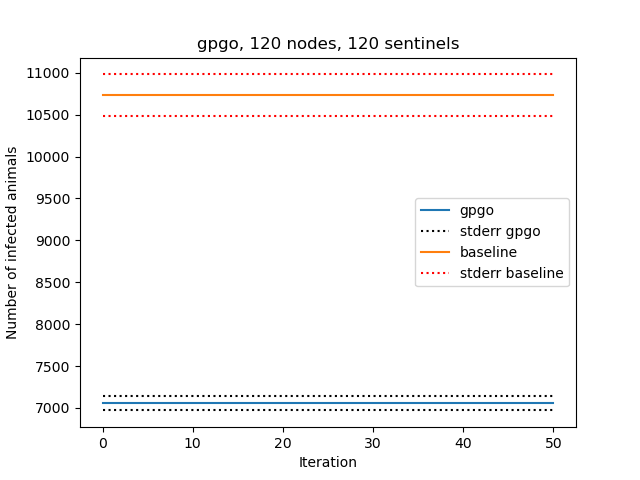 gpgo, 120 nodes, 120 sentinels
Number of infected animals
11000
10500
10000
9500
9000
8500
8000
7500
7000
gpgo
stderr gpgo
baseline
stderr baseline
0 10 20 30 40 50
Iteration